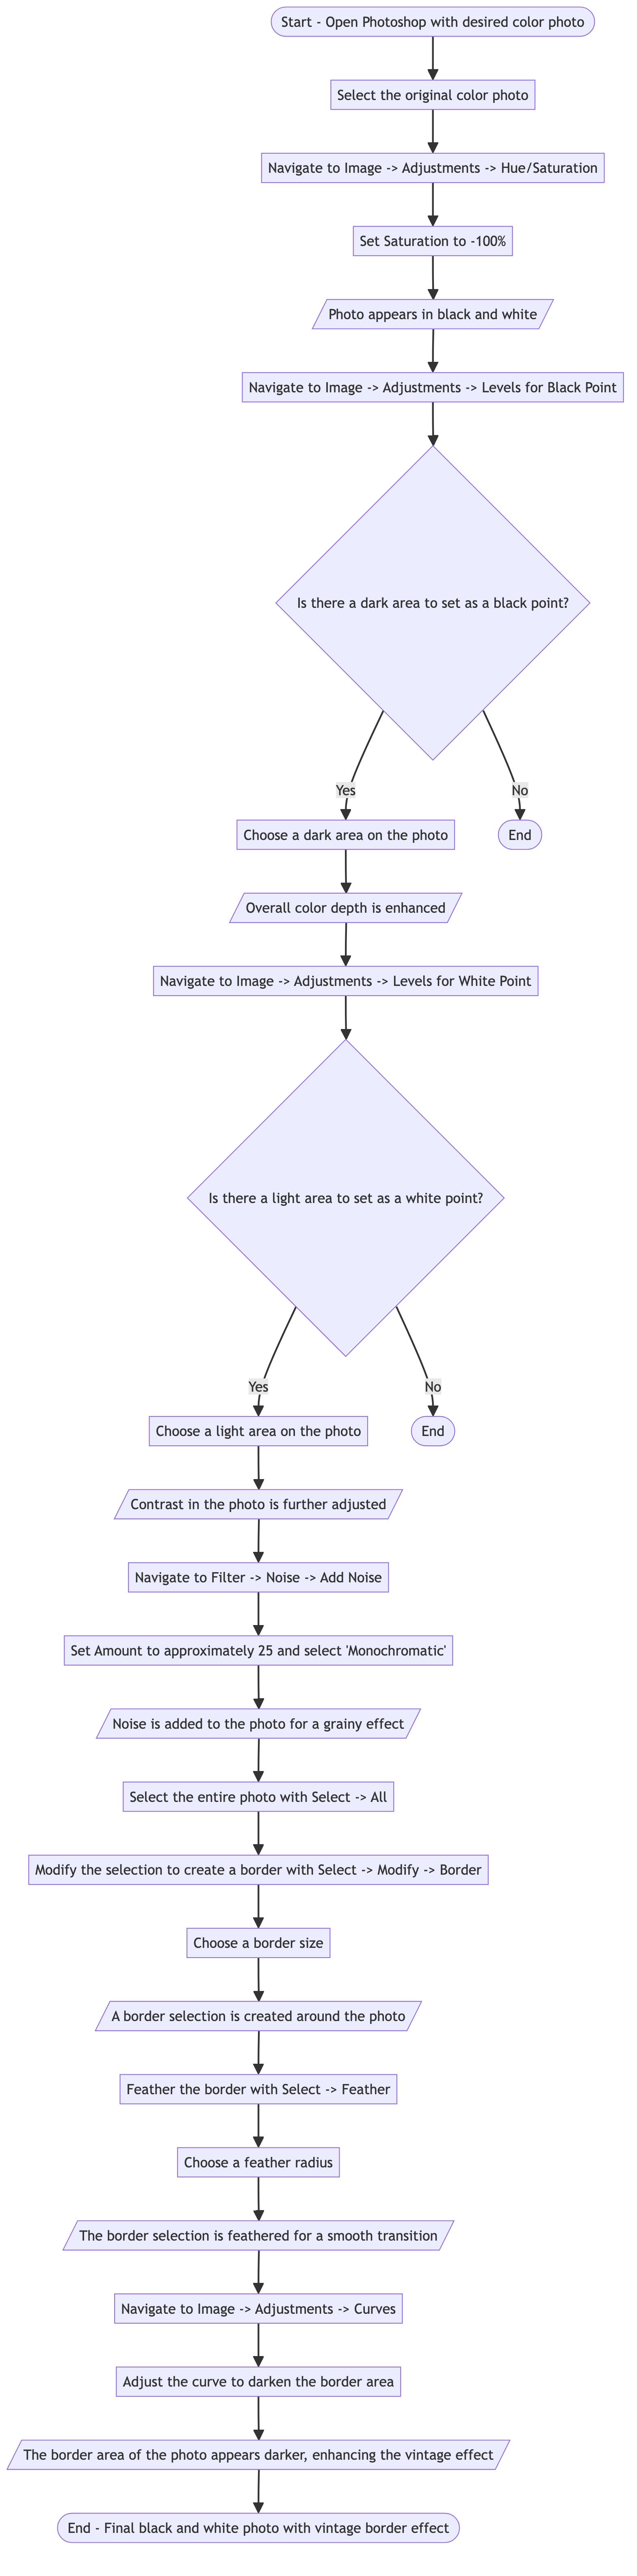 Start - Open Photoshop with desired color photo
Select the original color photo
Navigate to Image -> Adjustments -> Hue/Saturation
Set Saturation to -100%
Photo appears in black and white
Navigate to Image -> Adjustments -> Levels for Black Point
Is there a dark area to set as a black point?
Yes
No
Choose a dark area on the photo
End
Overall color depth is enhanced
Navigate to Image -> Adjustments -> Levels for White Point
Is there a light area to set as a white point?
Yes
No
Choose a light area on the photo
End
Contrast in the photo is further adjusted
Navigate to Filter -> Noise -> Add Noise
Set Amount to approximately 25 and select 'Monochromatic'
Noise is added to the photo for a grainy effect
Select the entire photo with Select -> All
Modify the selection to create a border with Select -> Modify -> Border
Choose a border size
A border selection is created around the photo
Feather the border with Select -> Feather
Choose a feather radius
The border selection is feathered for a smooth transition
Navigate to Image -> Adjustments -> Curves
Adjust the curve to darken the border area
The border area of the photo appears darker, enhancing the vintage effect
End - Final black and white photo with vintage border effect